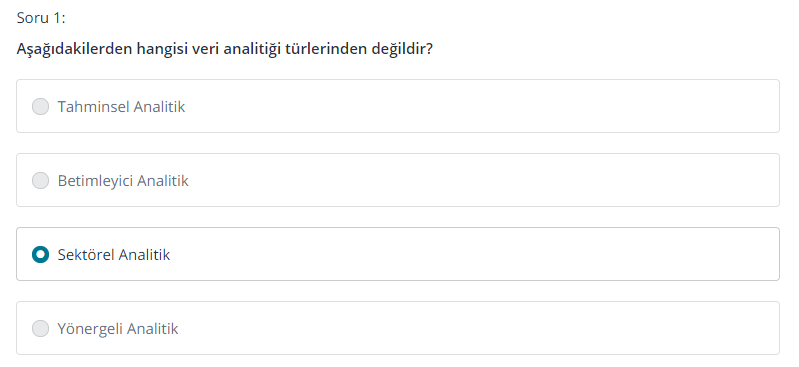 Soru 1:
Aşağıdakilerden hangisi veri analitiği türlerinden değildir?
Tahminsel Analitik
Betimleyici Analitik
Sektörel Analitik
Yönergeli Analitik